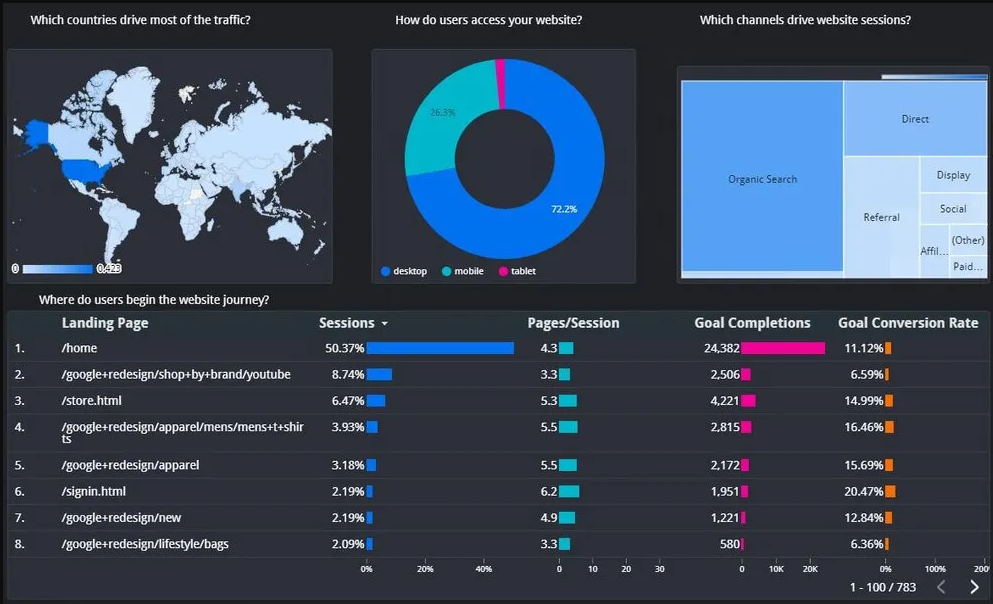 Which countries drive most of the traffic?
How do users access your website?
Which channels drive website sessions?
0 0.423
26.3%
72.2%
desktop mobile tablet
Organic Search
Direct
Referral
Display
Social
Affil...
(Other)
Paid...
Where do users begin the website journey?
Landing Page Sessions Pages/Session Goal Completions Goal Conversion Rate
1. /home 50.37% 4.3 24,382 11.12%
2. /google+redesign/shop+by+brand/youtube 8.74% 3.3 2,506 6.59%
3. /store.html 6.47% 5.3 4,221 14.99%
4. /google+redesign/apparel/mens/mens+t+shir 3.93% 5.5 2,815 16.46%
ts
5. /google+redesign/apparel 3.18% 5.5 2,172 15.69%
6. /signin.html 2.19% 6.2 1,951 20.47%
7. /google+redesign/new 2.19% 4.9 1,221 12.84%
8. /google+redesign/lifestyle/bags 2.09% 3.3 580 6.36%
0% 20% 40% 0 10 20 30 0 10K 20K 0% 100% 200
1 - 100 / 783